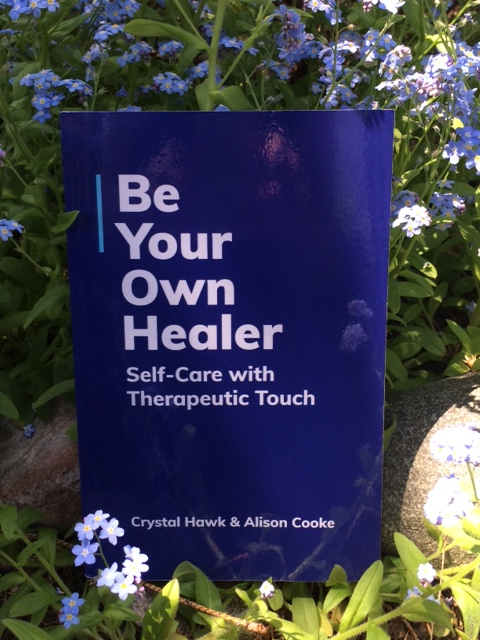 Be
Your
Own
Healer
Self-Care with
Therapeutic Touch
Crystal Hawk & Alison Cooke